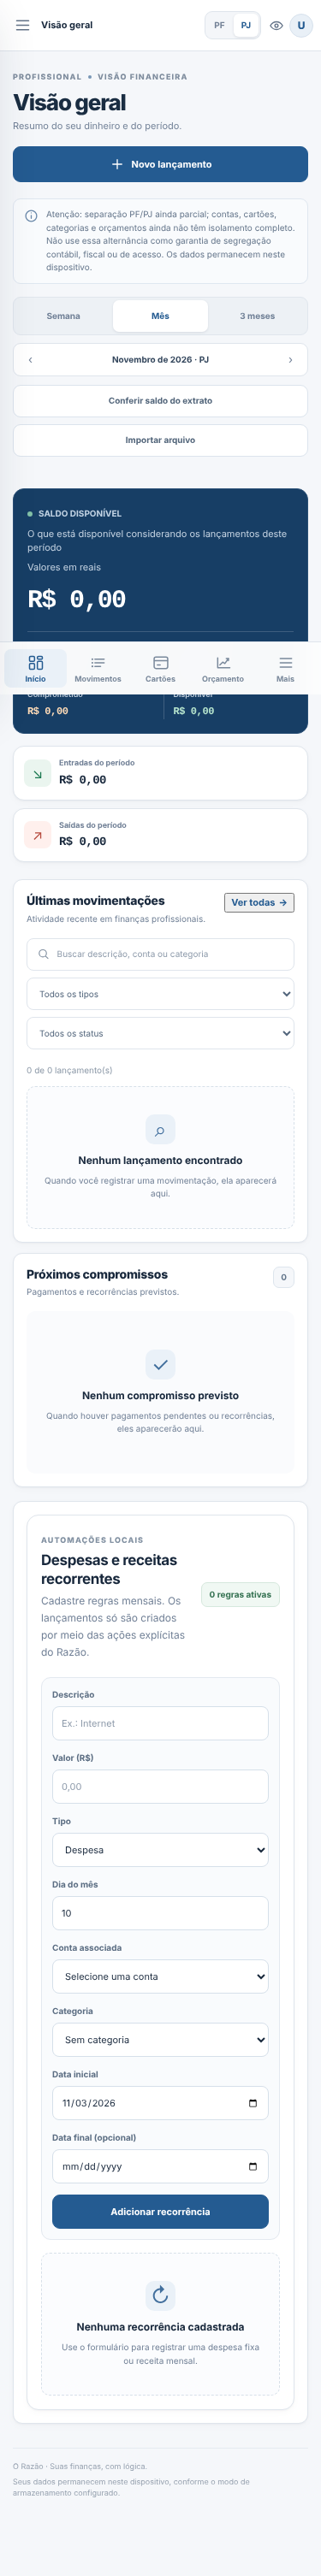 Visão geral
PF PJ
U
PROFISSIONAL • VISÃO FINANCEIRA
Visão geral
Resumo do seu dinheiro e do período.
+ Novo lançamento
Atenção: separação PF/PJ ainda parcial; contas, cartões,
categorias e orçamentos ainda não têm isolamento completo.
Não use essa alternância como garantia de segregação
contábil, fiscal ou de acesso. Os dados permanecem neste
dispositivo.
Semana Mês 3 meses
‹ Novembro de 2026 · PJ ›
Conferir saldo do extrato
Importar arquivo
SALDO DISPONÍVEL
O que está disponível considerando os lançamentos deste
período
Valores em reais
R$ 0,00
Início Movimentos Cartões Orçamento Mais
Comprometido Disponível
R$ 0,00 R$ 0,00
Entradas do período
R$ 0,00
Saídas do período
R$ 0,00
Últimas movimentações
Ver todas →
Atividade recente em finanças profissionais.
Buscar descrição, conta ou categoria
Todos os tipos
Todos os status
0 de 0 lançamento(s)
Nenhum lançamento encontrado
Quando você registrar uma movimentação, ela aparecerá
aqui.
Próximos compromissos
0
Pagamentos e recorrências previstos.
Nenhum compromisso previsto
Quando houver pagamentos pendentes ou recorrências,
eles aparecerão aqui.
AUTOMAÇÕES LOCAIS
Despesas e receitas
recorrentes
0 regras ativas
Cadastre regras mensais. Os
lançamentos só são criados
por meio das ações explícitas
do Razão.
Descrição
Ex.: Internet
Valor (R$)
0,00
Tipo
Despesa
Dia do mês
10
Conta associada
Selecione uma conta
Categoria
Sem categoria
Data inicial
11/03/2026
Data final (opcional)
mm/dd/yyyy
Adicionar recorrência
Nenhuma recorrência cadastrada
Use o formulário para registrar uma despesa fixa
ou receita mensal.
O Razão · Suas finanças, com lógica.
Seus dados permanecem neste dispositivo, conforme o modo de
armazenamento configurado.